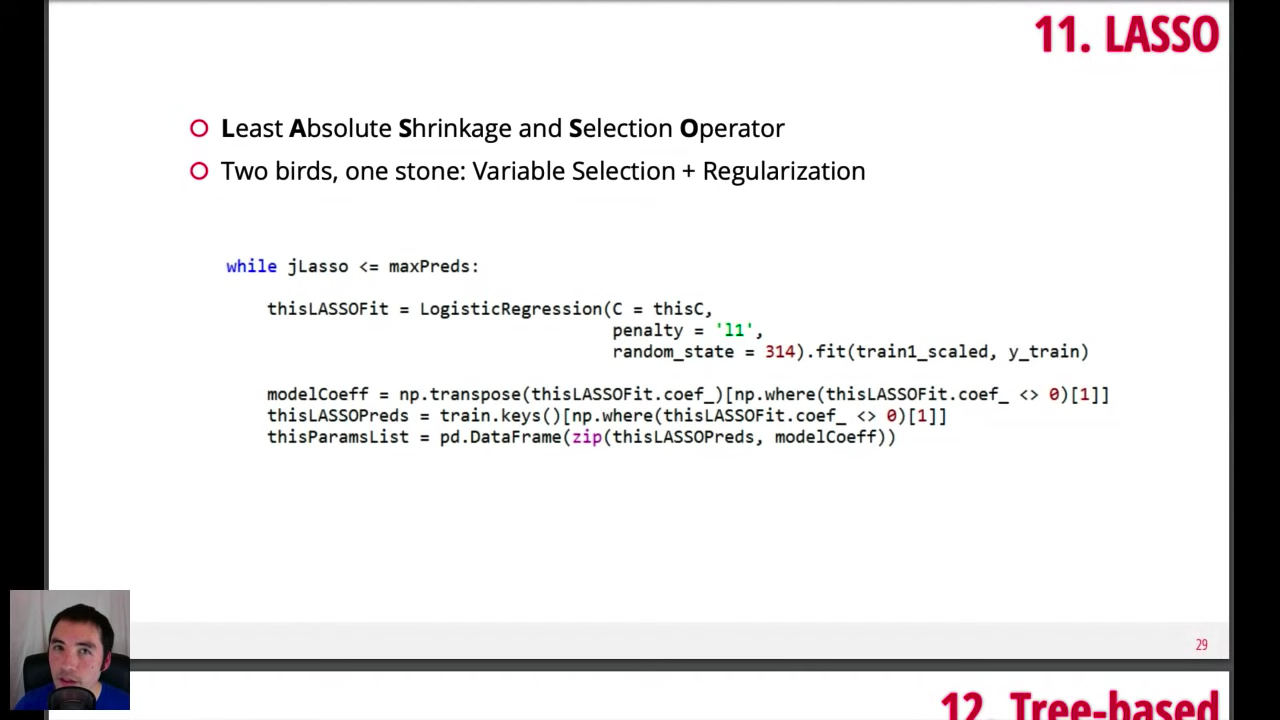 11. LASSO
Least Absolute Shrinkage and Selection Operator
Two birds, one stone: Variable Selection + Regularization
while jLasso <= maxPreds:
thisLASSOFit = LogisticRegression(C = thisC,
penalty = 'l1',
random_state = 314).fit(train1_scaled, y_train)
modelCoeff = np.transpose(thisLASSOFit.coef_)[np.where(thisLASSOFit.coef_ <> 0)[1]]
thisLASSOPreds = train.keys()[np.where(thisLASSOFit.coef_ <> 0)[1]]
thisParamsList = pd.DataFrame(zip(thisLASSOPreds, modelCoeff))
29
12. Tree-based